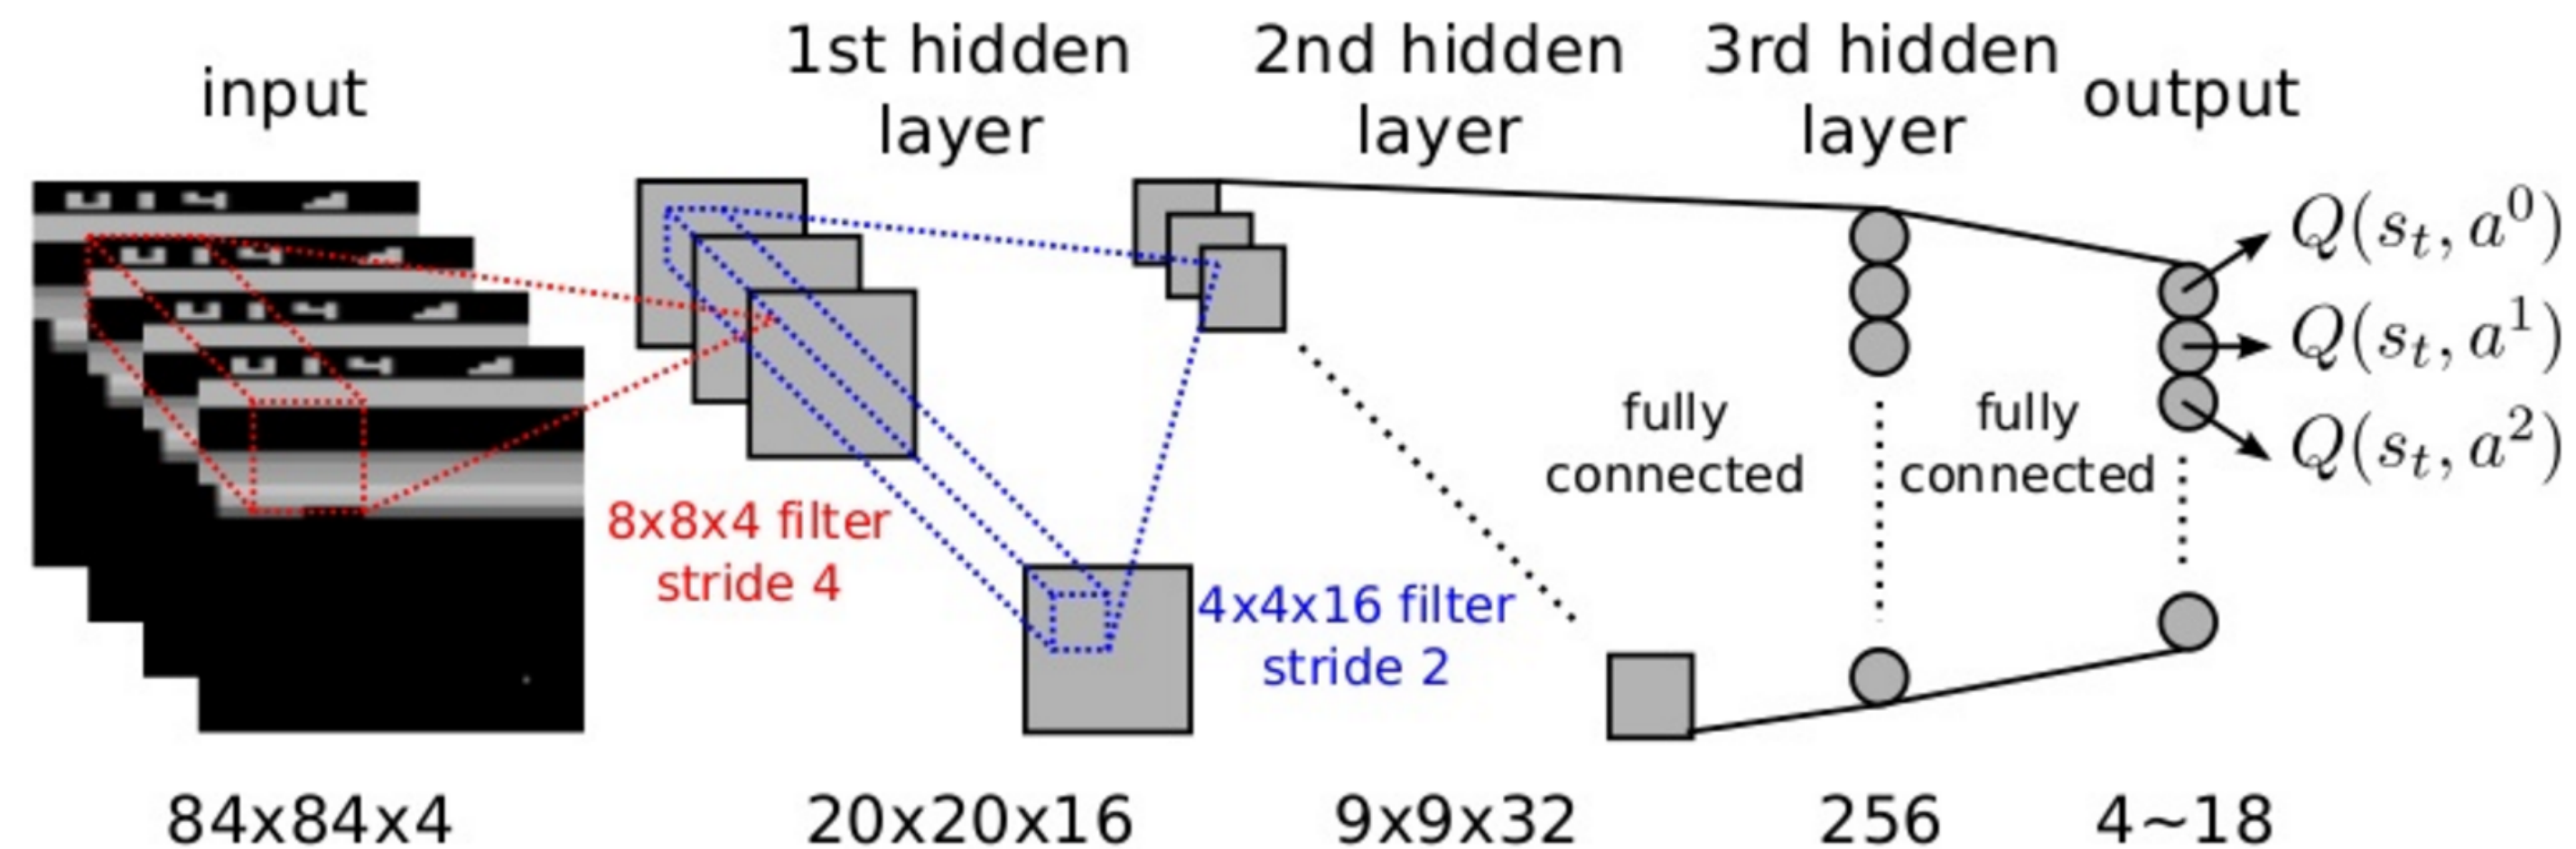 input
1st hidden
layer
2nd hidden
layer
3rd hidden
layer
output
8x8x4 filter
stride 4
4x4x16 filter
stride 2
fully
connected
fully
connected
Q(s_t, a^0)
Q(s_t, a^1)
Q(s_t, a^2)
84x84x4
20x20x16
9x9x32
256
4~18